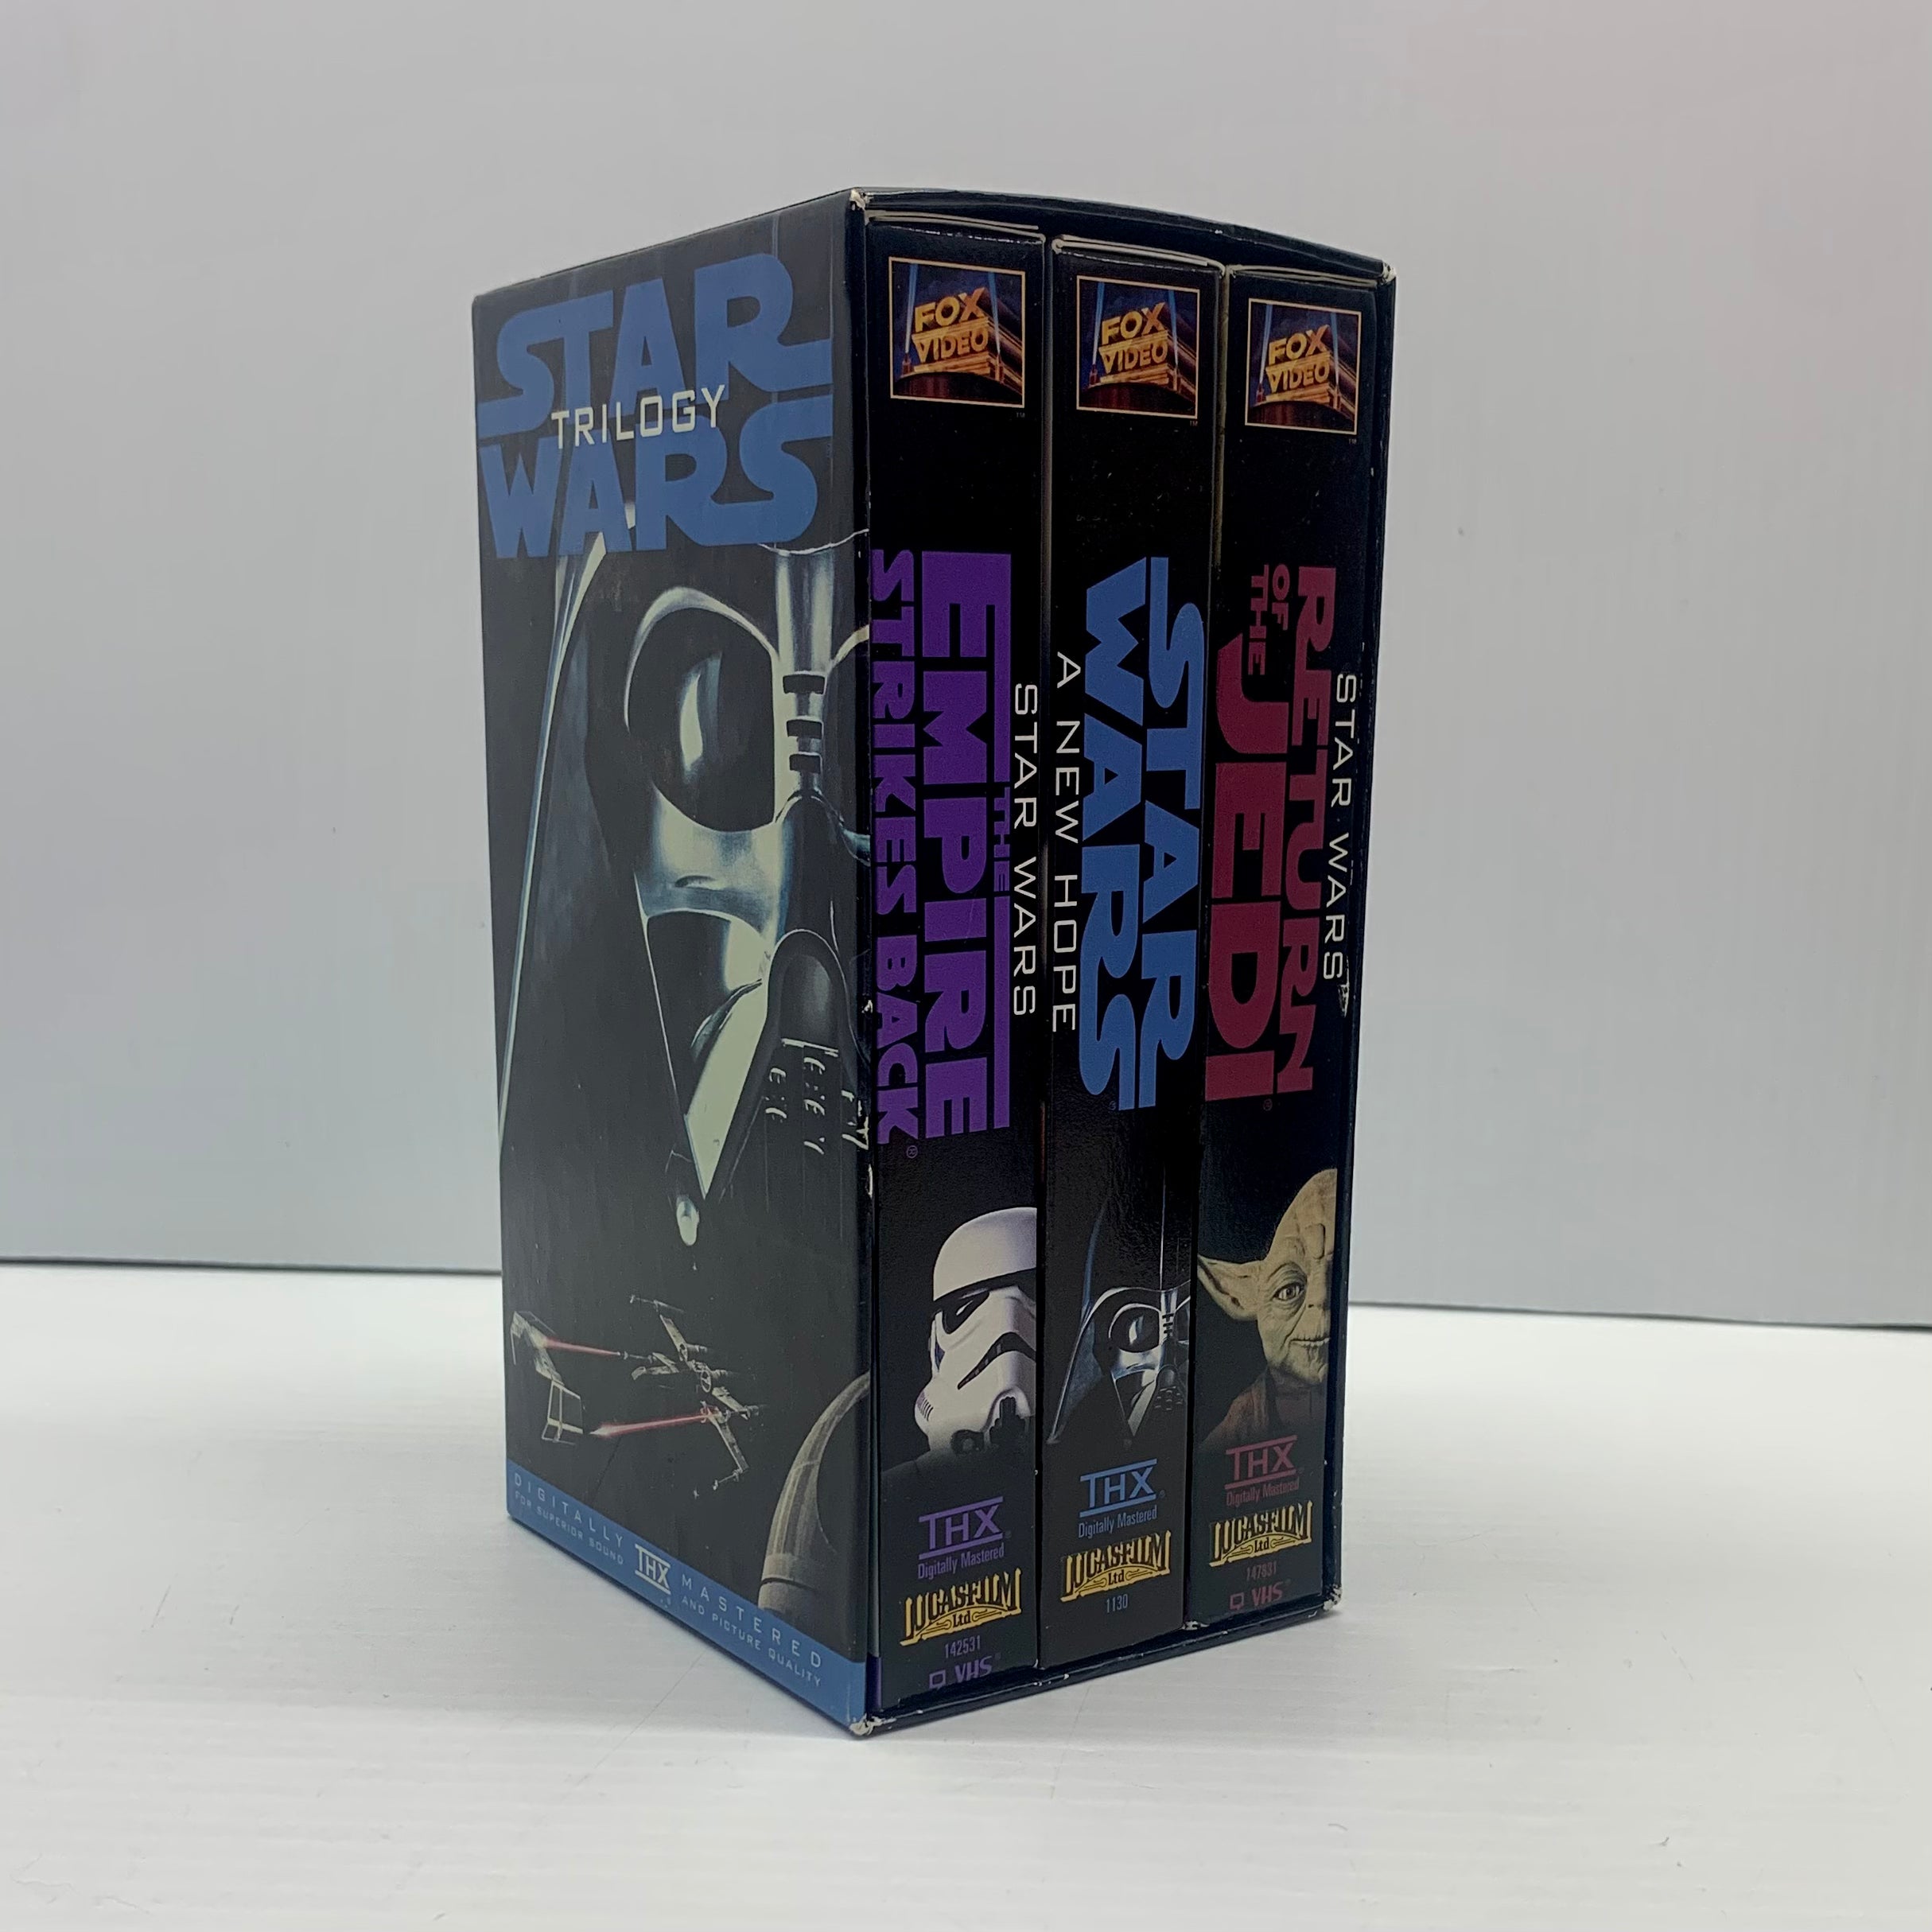 STAR
TRILOGY
WARS
DIGITALLY THX MASTERED
FOR SUPERIOR SOUND AND PICTURE QUALITY
FOX
VIDEO
STAR WARS
THE
EMPIRE
STRIKES BACK®
THX®
Digitally Mastered
LUCASFILM
Ltd
142531
VHS®
FOX
VIDEO
STAR
WARS®
A NEW HOPE
THX®
Digitally Mastered
LUCASFILM
Ltd
1130
FOX
VIDEO
STAR WARS
RETURN
OF THE
JEDI®
THX®
Digitally Mastered
LUCASFILM
Ltd
147831
VHS®